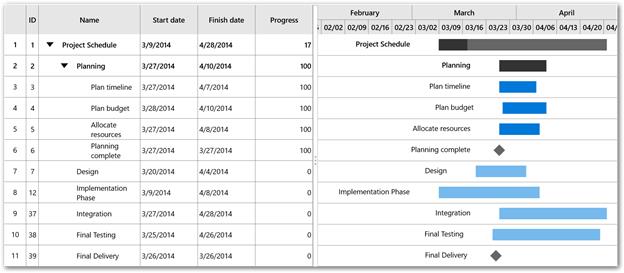 ID Name Start date Finish date Progress
February March April
02/02 02/09 02/16 02/23 03/02 03/09 03/16 03/23 03/30 04/06 04/13 04/20 04/
1 1 Project Schedule 3/9/2014 4/28/2014 17 Project Schedule
2 2 Planning 3/27/2014 4/10/2014 100 Planning
3 3 Plan timeline 3/27/2014 4/7/2014 100 Plan timeline
4 4 Plan budget 3/28/2014 4/10/2014 100 Plan budget
5 5 Allocate resources 3/27/2014 4/8/2014 100 Allocate resources
6 6 Planning complete 3/27/2014 3/27/2014 100 Planning complete
7 7 Design 3/20/2014 4/4/2014 0 Design
8 12 Implementation Phase 3/9/2014 4/8/2014 0 Implementation Phase
9 37 Integration 3/27/2014 4/28/2014 0 Integration
10 38 Final Testing 3/25/2014 4/26/2014 0 Final Testing
11 39 Final Delivery 3/26/2014 3/26/2014 0 Final Delivery